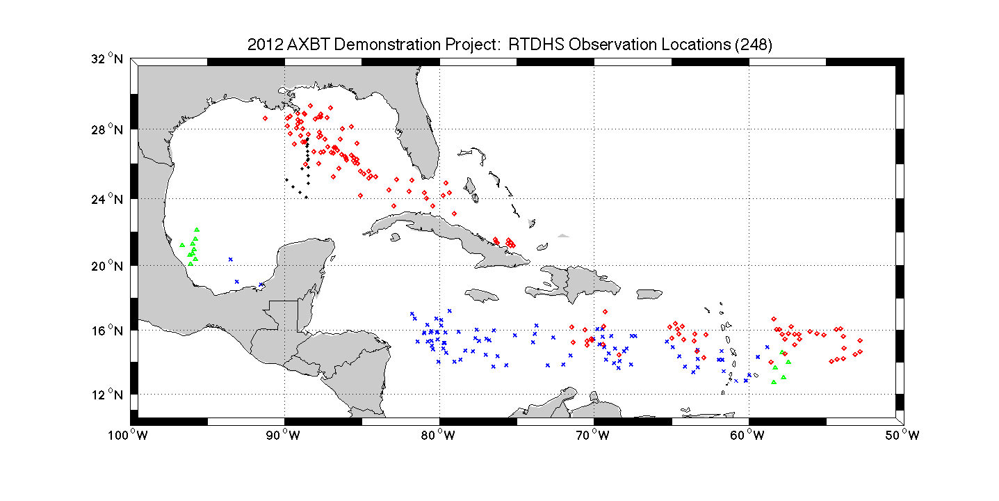 2012 AXBT Demonstration Project: RTDHS Observation Locations (248)
32°N
28°N
24°N
20°N
16°N
12°N
100°W 90°W 80°W 70°W 60°W 50°W